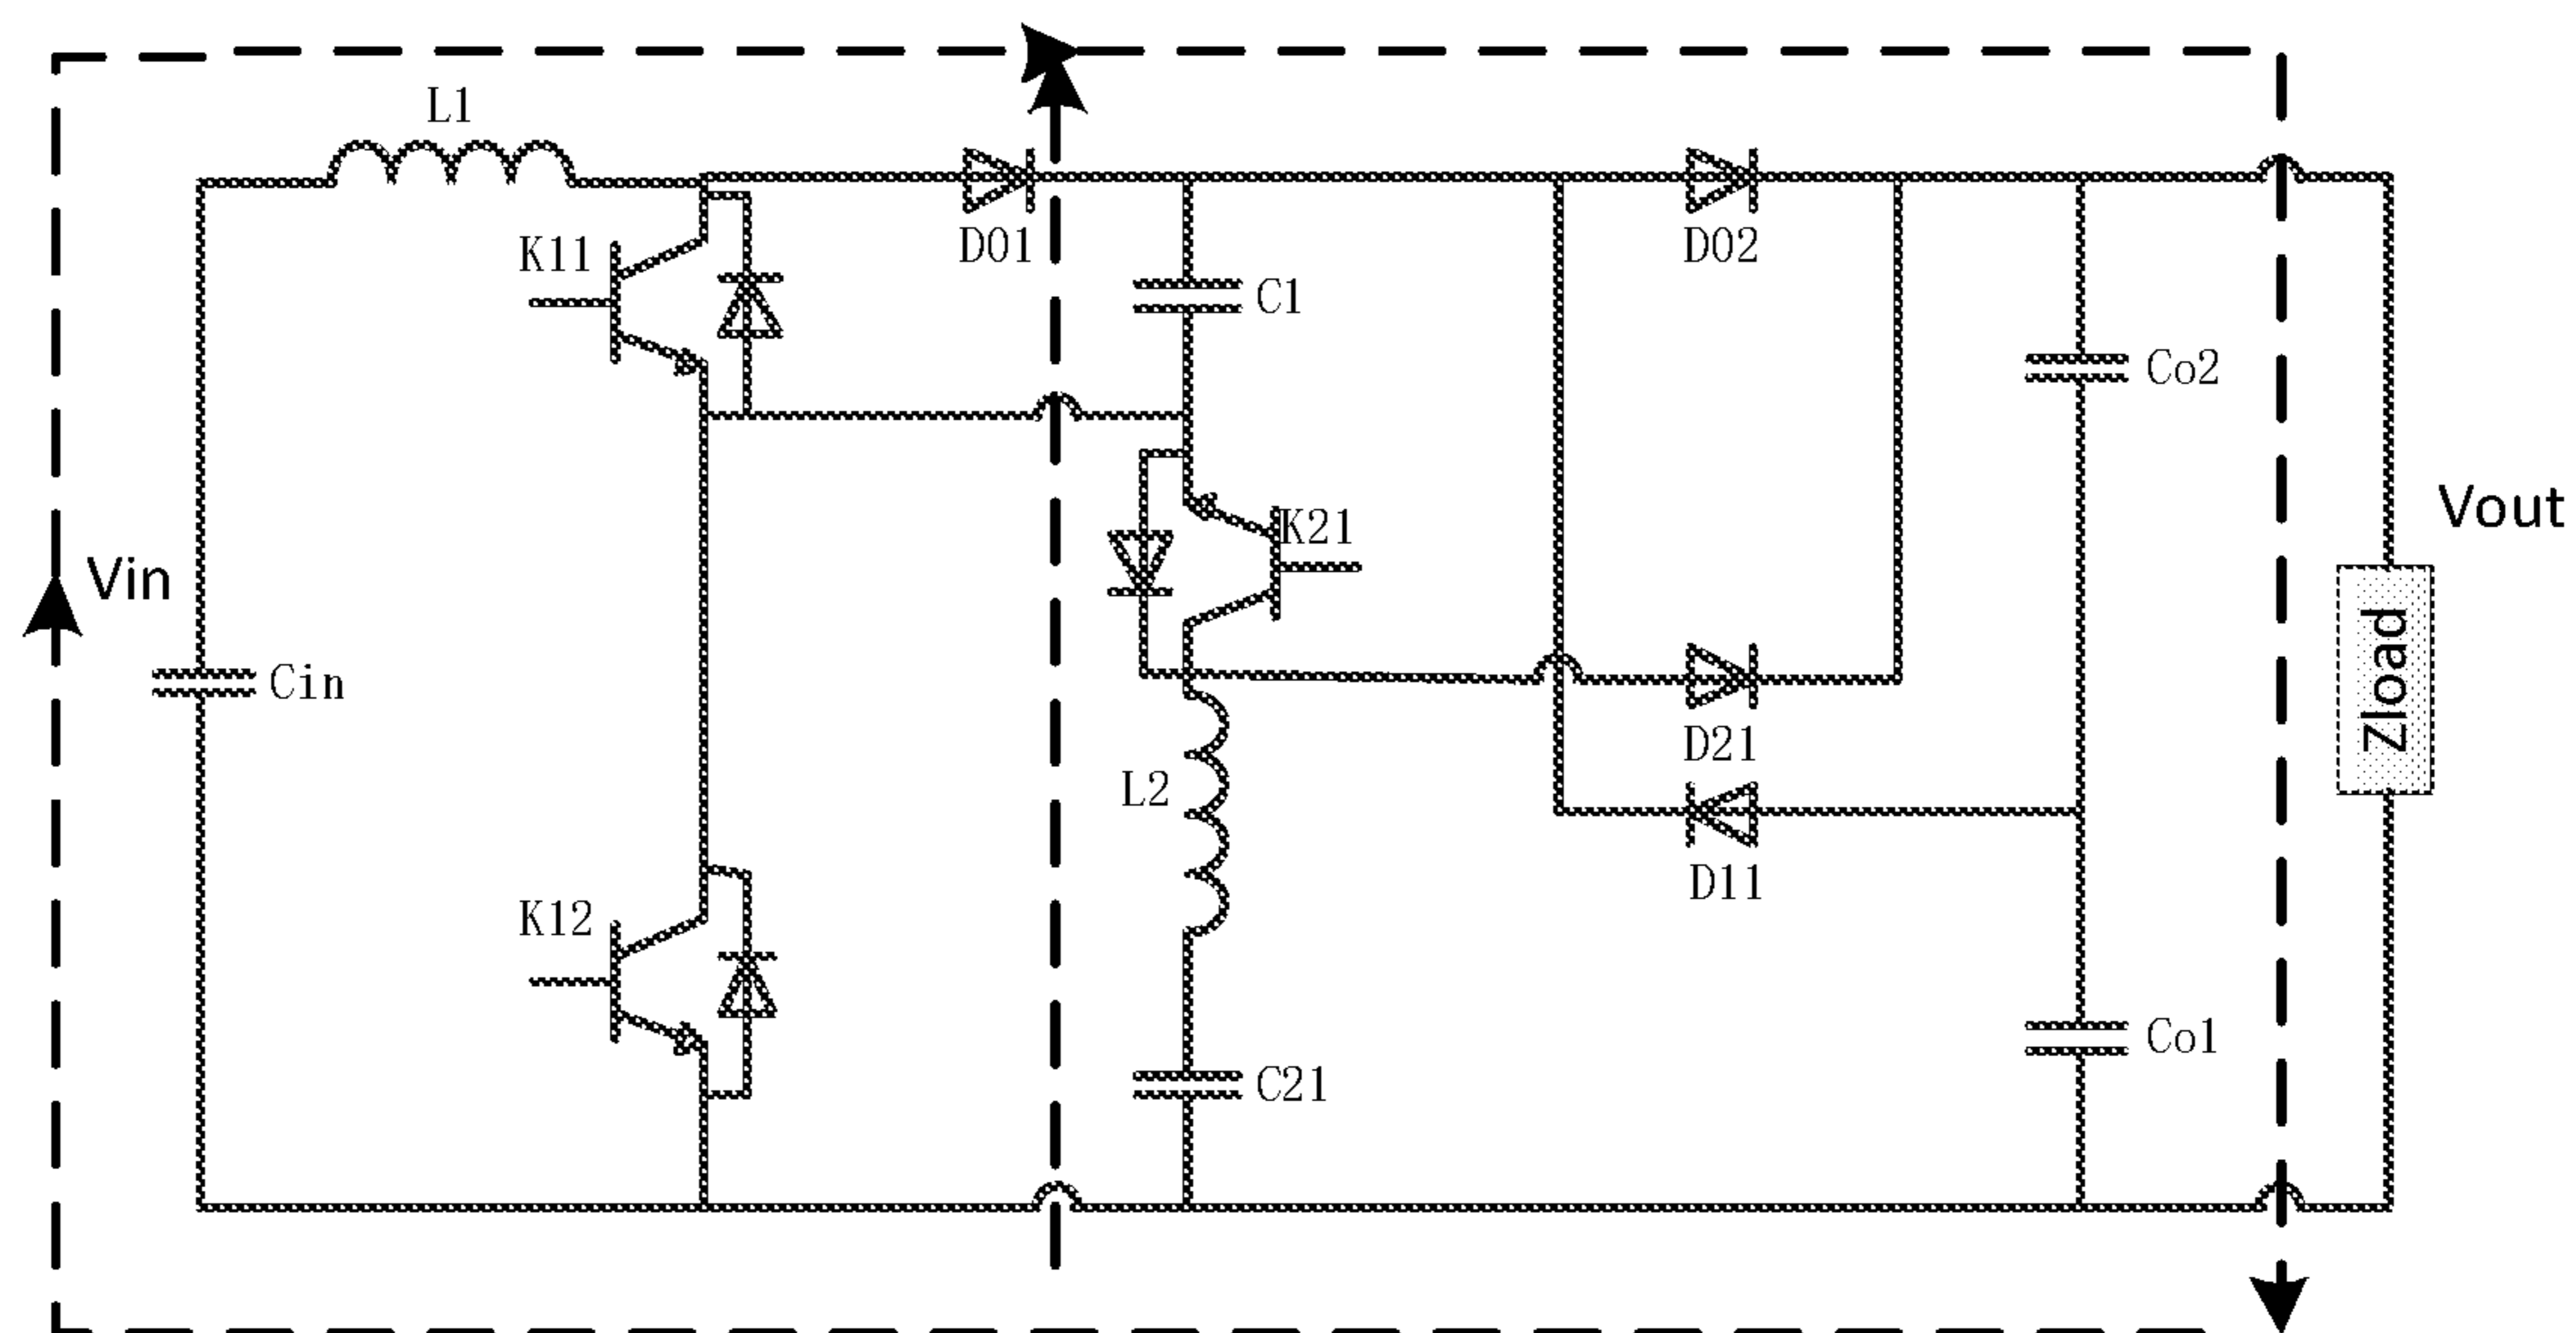 L1
K11
D01
C1
D02
Co2
Vin
Cin
K21
Vout
Zload
D21
L2
D11
K12
C21
Co1